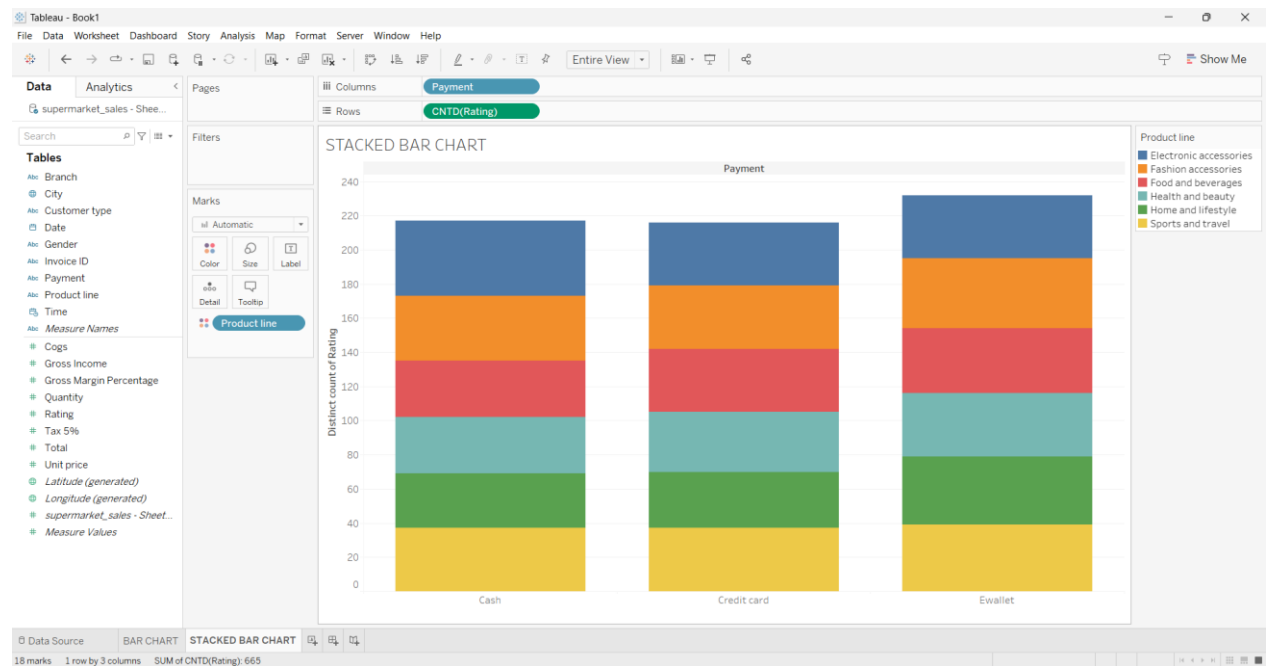 Tableau - Book1
File Data Worksheet Dashboard Story Analysis Map Format Server Window Help
Entire View
Show Me
Data Analytics
supermarket_sales - Shee...
Search
Tables
Abc Branch
City
Abc Customer type
Date
Abc Gender
Abc Invoice ID
Abc Payment
Abc Product line
Time
Abc Measure Names
# Cogs
# Gross Income
# Gross Margin Percentage
# Quantity
# Rating
# Tax 5%
# Total
# Unit price
Latitude (generated)
Longitude (generated)
# supermarket_sales - Sheet...
# Measure Values
Pages
Filters
Marks
Automatic
Color Size Label
Detail Tooltip
Product line
Columns Payment
Rows CNTD(Rating)
STACKED BAR CHART
Payment
Distinct count of Rating
240
220
200
180
160
140
120
100
80
60
40
20
0
Cash Credit card Ewallet
Product line
Electronic accessories
Fashion accessories
Food and beverages
Health and beauty
Home and lifestyle
Sports and travel
Data Source BAR CHART STACKED BAR CHART
18 marks 1 row by 3 columns SUM of CNTD(Rating): 665